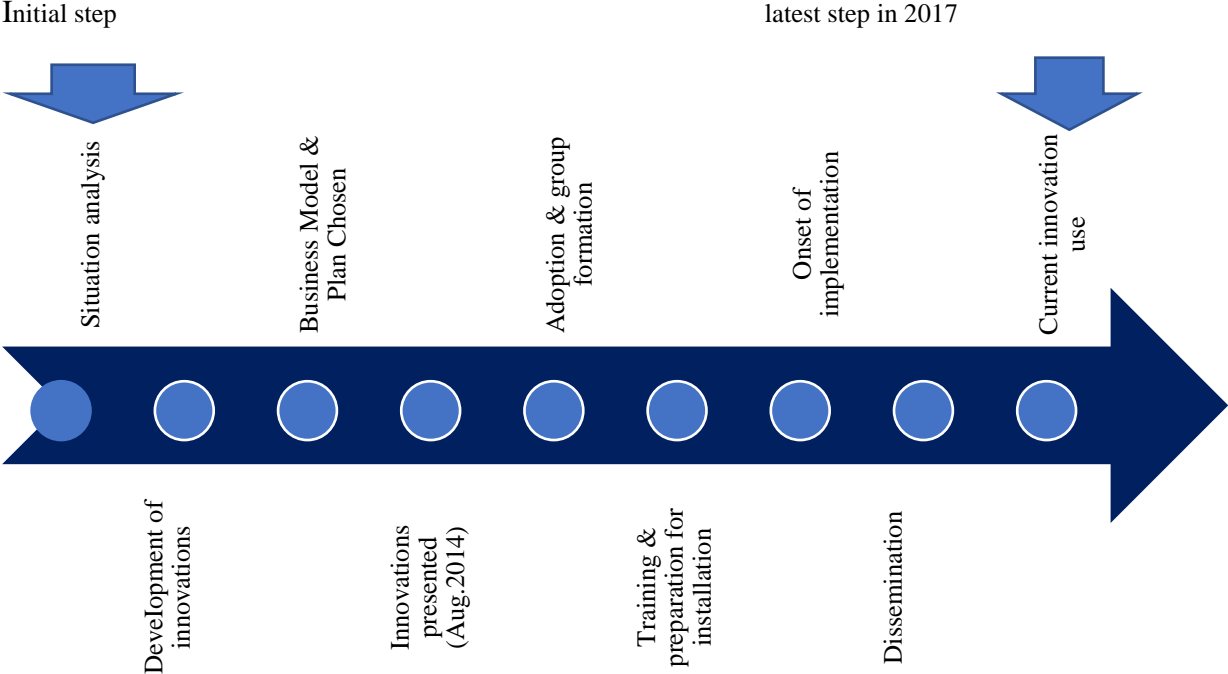 Initial step
latest step in 2017
Situation analysis
Business Model &
Plan Chosen
Adoption & group
formation
Onset of
implementation
Current innovation
use
Development of
innovations
Innovations
presented
(Aug.2014)
Training &
preparation for
installation
Dissemination